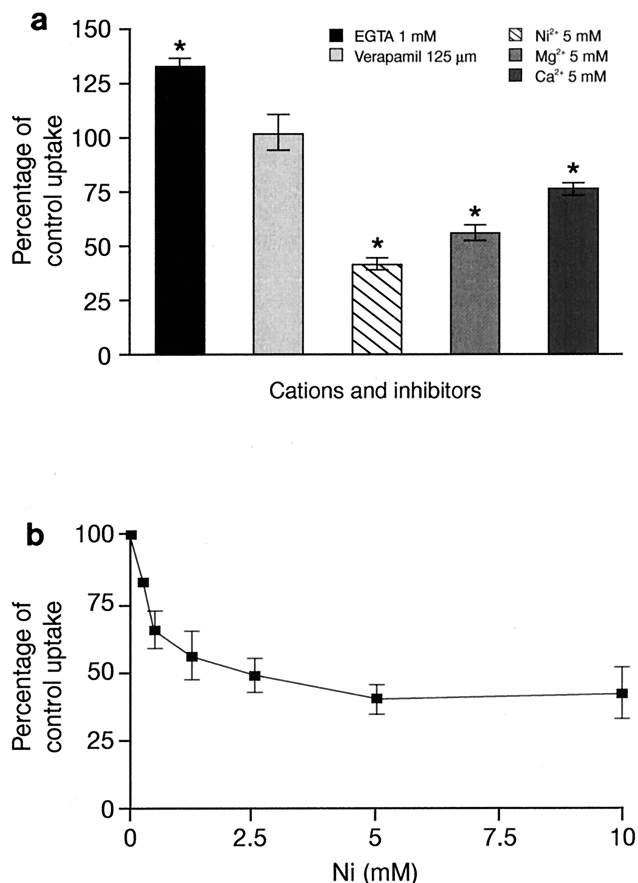 a
150
125
100
75
50
25
0
Percentage of
control uptake
EGTA 1 mM
Verapamil 125 μm
Ni²⁺ 5 mM
Mg²⁺ 5 mM
Ca²⁺ 5 mM
*
*
*
*
Cations and inhibitors
b
100
75
50
25
0
Percentage of
control uptake
0 2.5 5 7.5 10
Ni (mM)